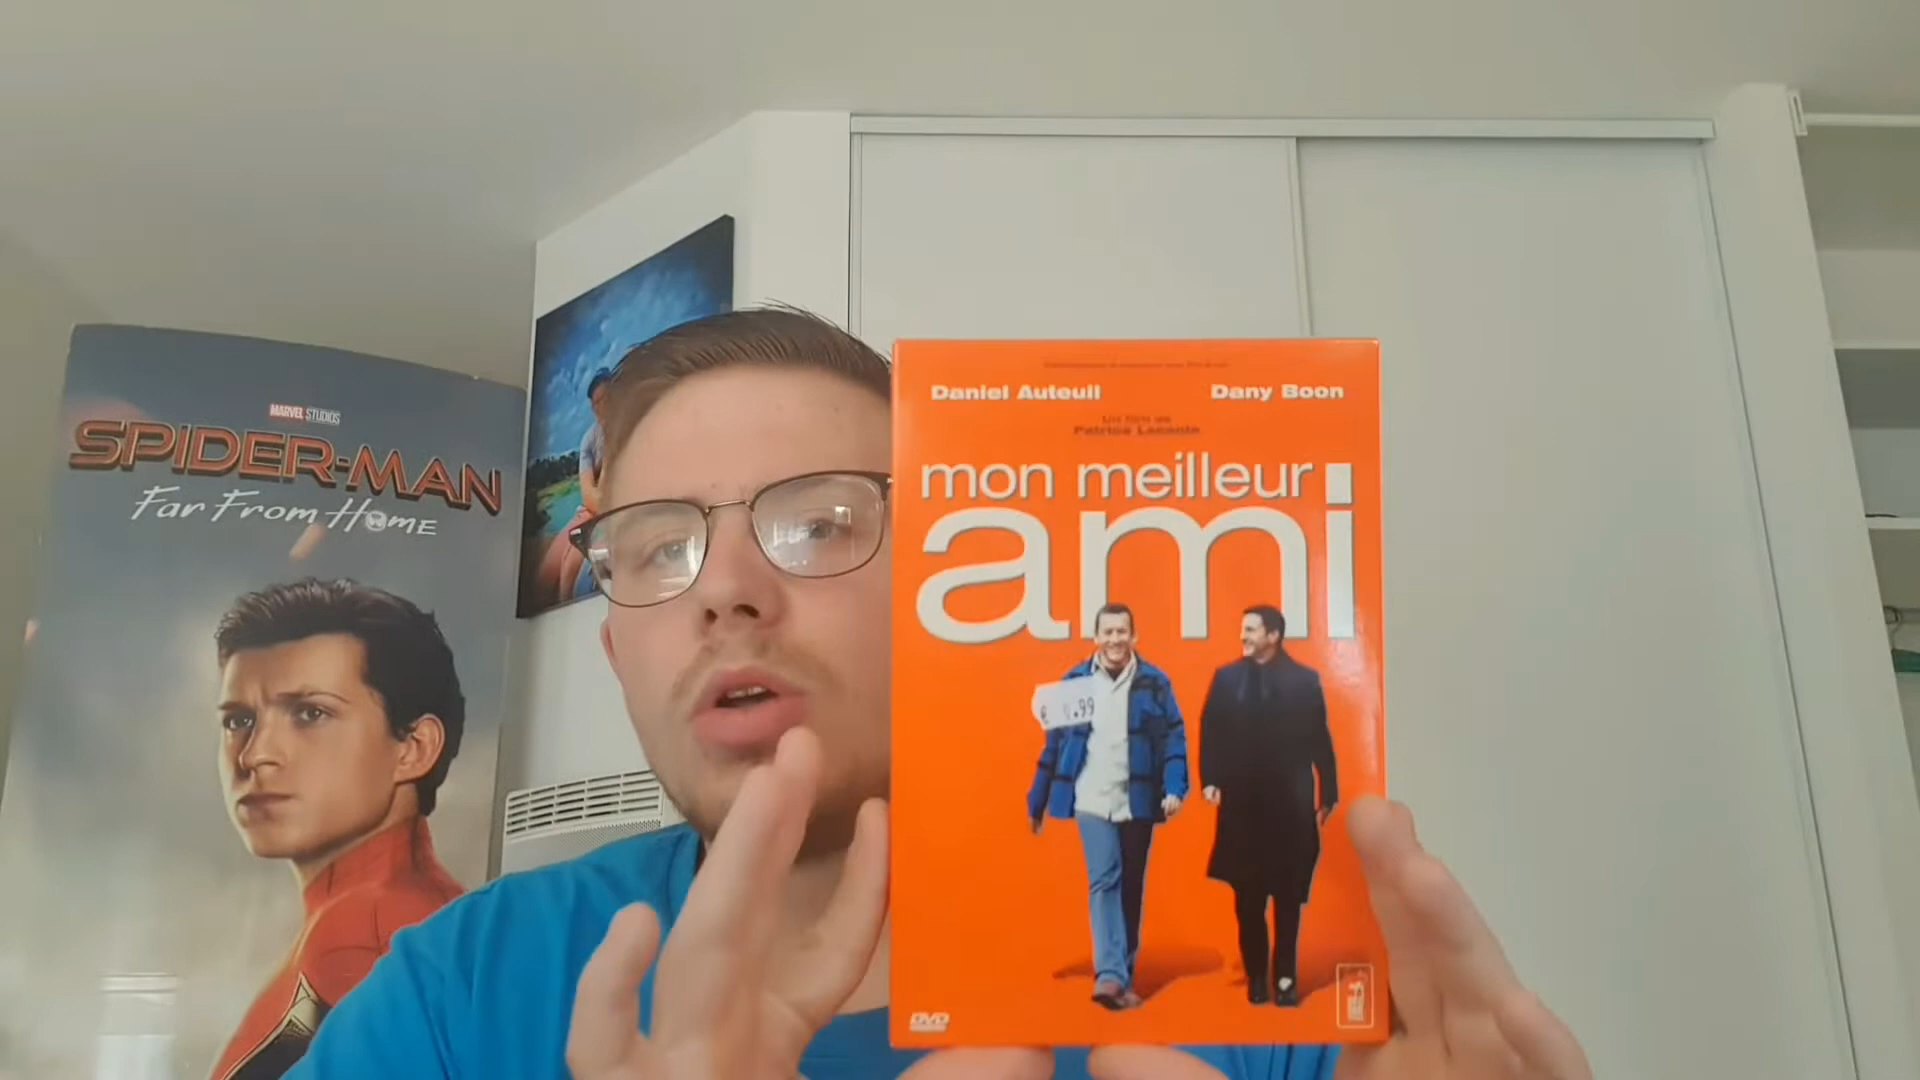 MARVEL STUDIOS
SPIDER-MAN
Far From Home
Daniel Auteuil
Dany Boon
Un film de
Patrice Leconte
mon meilleur
ami
€ .99
DVD